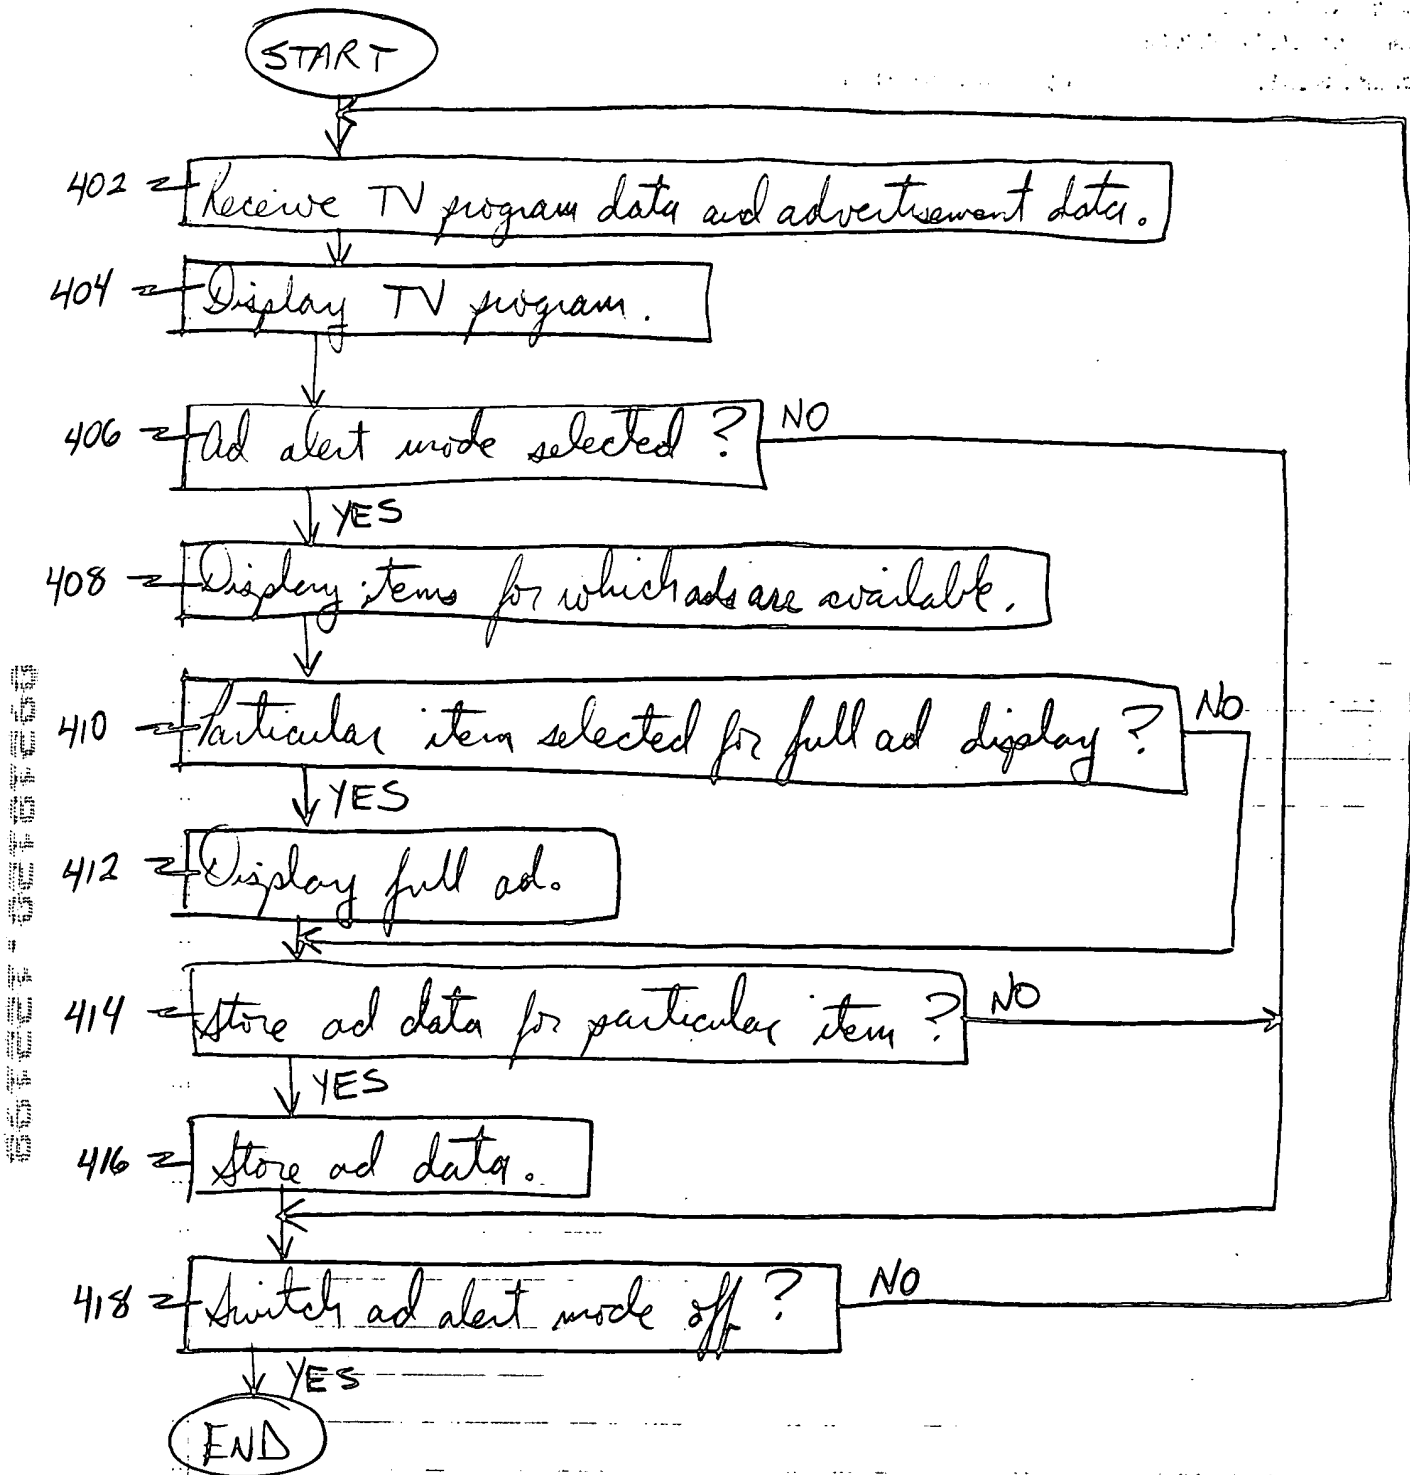 START
402 Receive TV program data and advertisement data.
404 Display TV program.
406 Ad alert mode selected? NO
YES
408 Display items for which ads are available.
410 Particular item selected for full ad display? NO
YES
412 Display full ad.
414 Store ad data for particular item? NO
YES
416 Store ad data.
418 Switch ad alert mode off? NO
YES
END